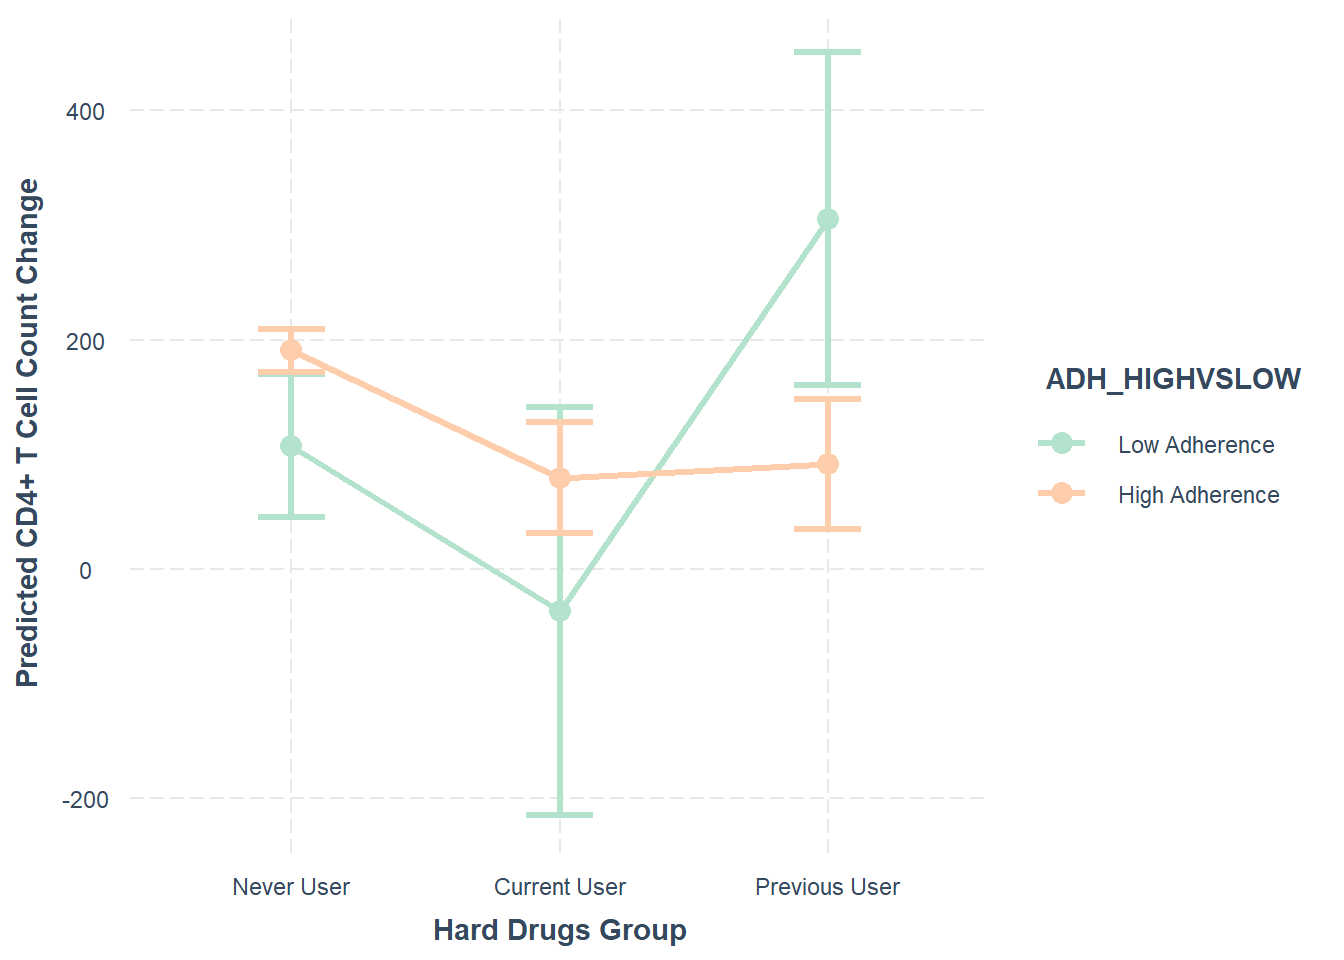 Predicted CD4+ T Cell Count Change
400
200
0
-200
Never User
Current User
Previous User
Hard Drugs Group
ADH_HIGHVSLOW
Low Adherence
High Adherence